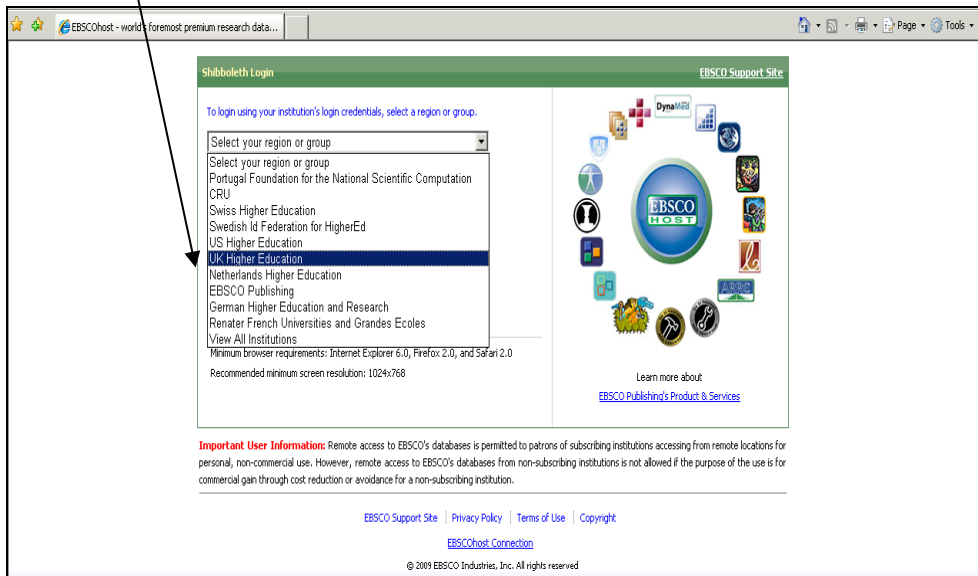 EBSCOhost - world's foremost premium research data...
Page
Tools
Shibboleth Login
EBSCO Support Site
To login using your institution's login credentials, select a region or group.
Select your region or group
Select your region or group
Portugal Foundation for the National Scientific Computation
CRU
Swiss Higher Education
Swedish Id Federation for HigherEd
US Higher Education
UK Higher Education
Netherlands Higher Education
EBSCO Publishing
German Higher Education and Research
Renater French Universities and Grandes Ecoles
View All Institutions
Minimum browser requirements: Internet Explorer 6.0, Firefox 2.0, and Safari 2.0
Recommended minimum screen resolution: 1024x768
DynaMed
EBSCO
HOST
ABBE
Learn more about
EBSCO Publishing's Product & Services
Important User Information: Remote access to EBSCO's databases is permitted to patrons of subscribing institutions accessing from remote locations for
personal, non-commercial use. However, remote access to EBSCO's databases from non-subscribing institutions is not allowed if the purpose of the use is for
commercial gain through cost reduction or avoidance for a non-subscribing institution.
EBSCO Support Site | Privacy Policy | Terms of Use | Copyright
EBSCOhost Connection
© 2009 EBSCO Industries, Inc. All rights reserved